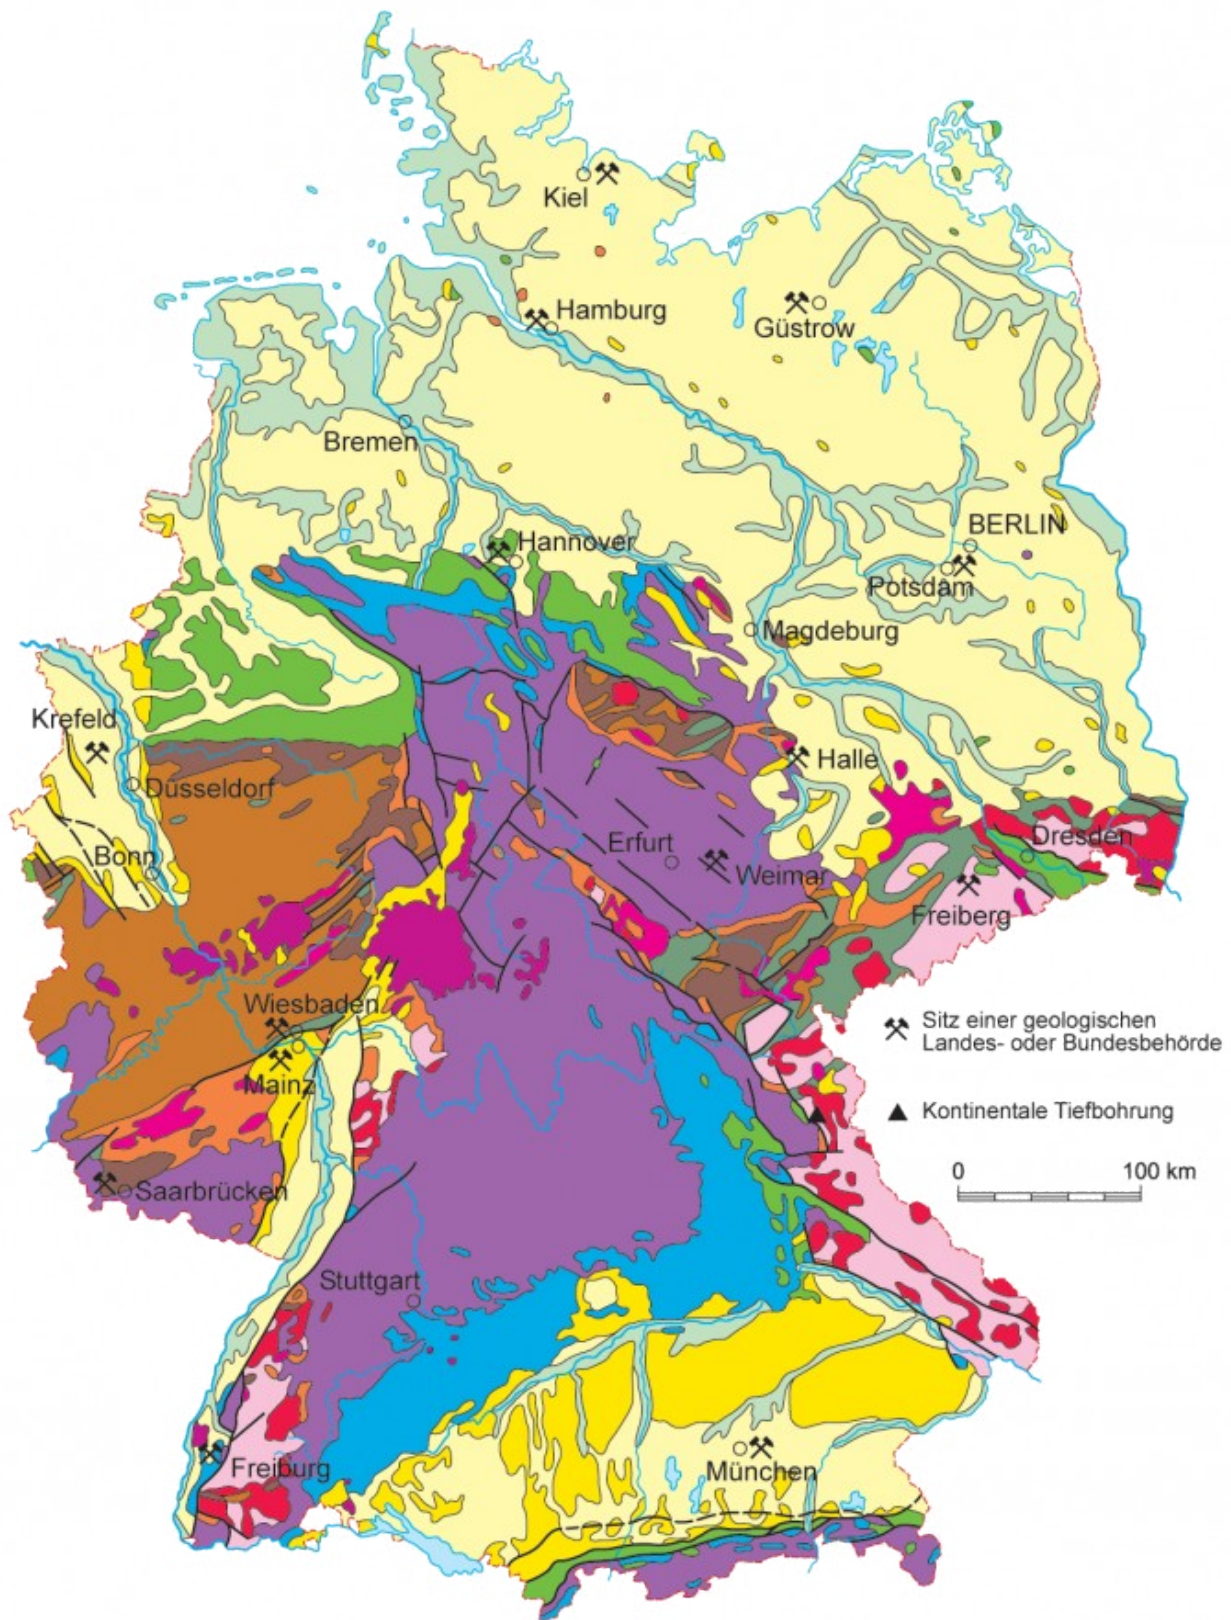 Kiel
Hamburg
Güstrow
Bremen
BERLIN
Hannover
Potsdam
Magdeburg
Krefeld
Halle
Düsseldorf
Dresden
Erfurt
Bonn
Weimar
Freiberg
Wiesbaden
Sitz einer geologischen
Landes- oder Bundesbehörde
Mainz
Kontinentale Tiefbohrung
0 100 km
Saarbrücken
Stuttgart
Freiburg
München